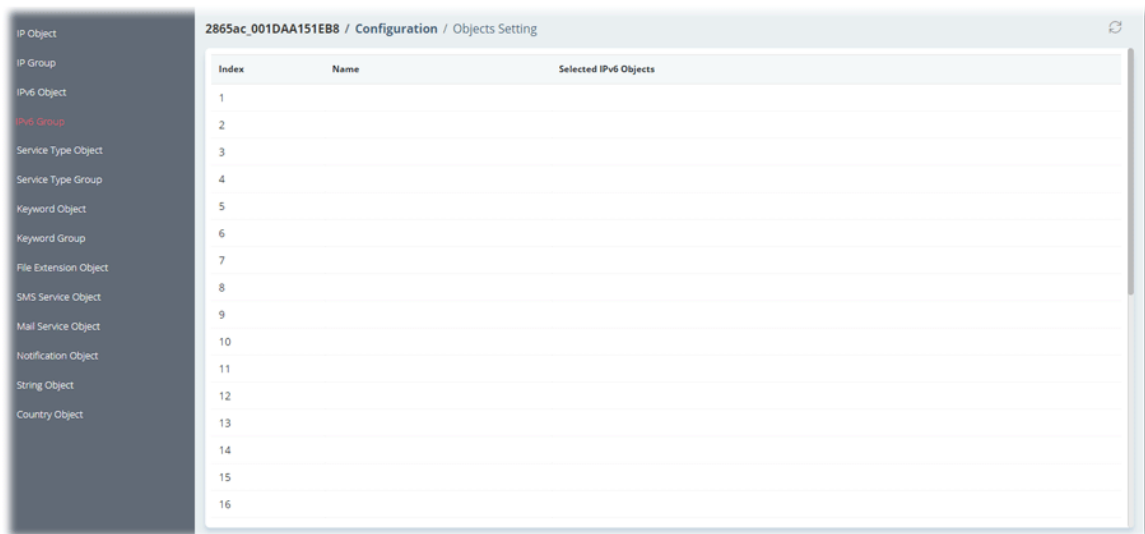 IP Object
IP Group
IPv6 Object
IPv6 Group
Service Type Object
Service Type Group
Keyword Object
Keyword Group
File Extension Object
SMS Service Object
Mail Service Object
Notification Object
String Object
Country Object
2865ac_001DAA151EB8 / Configuration / Objects Setting
Index Name Selected IPv6 Objects
1
2
3
4
5
6
7
8
9
10
11
12
13
14
15
16